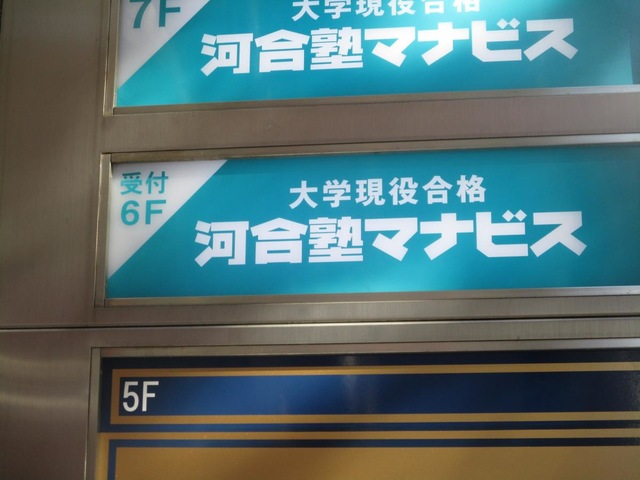 7F
大学現役合格
河合塾マナビス
受付
6F
大学現役合格
河合塾マナビス
5F